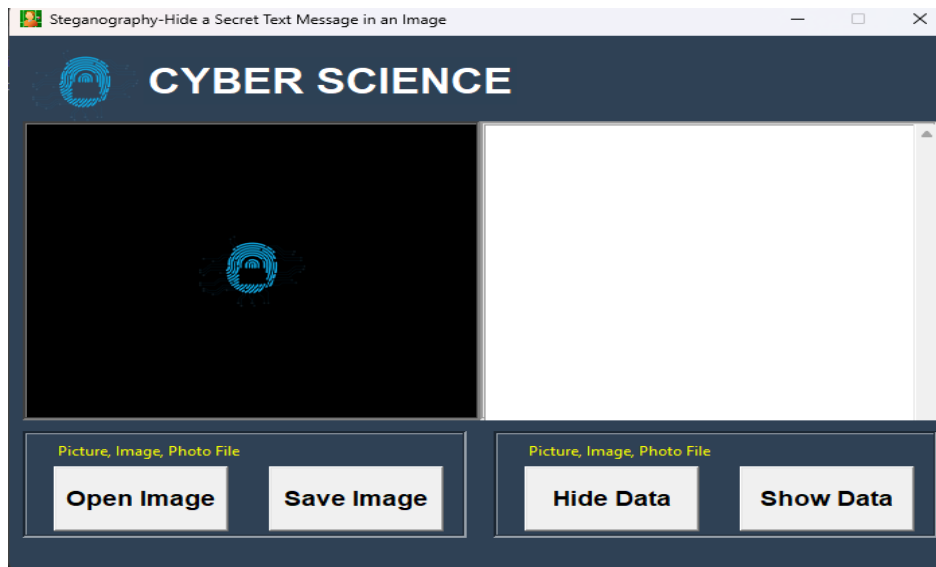 Steganography-Hide a Secret Text Message in an Image
CYBER SCIENCE
Picture, Image, Photo File
Open Image
Save Image
Picture, Image, Photo File
Hide Data
Show Data